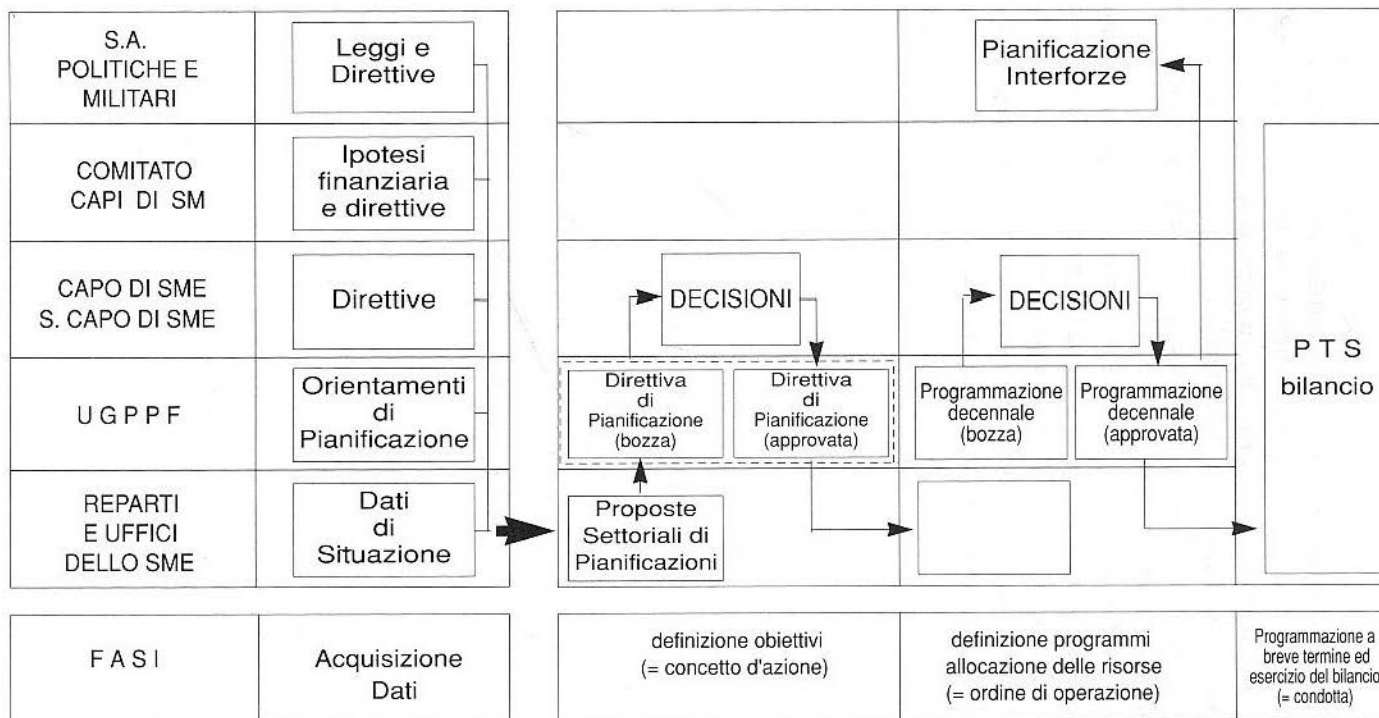 S.A.
POLITICHE E
MILITARI
Leggi e
Direttive
Pianificazione
Interforze
COMITATO
CAPI DI SM
Ipotesi
finanziaria
e direttive
CAPO DI SME
S. CAPO DI SME
Direttive
DECISIONI
DECISIONI
U G P P F
Orientamenti
di
Pianificazione
Direttiva
di
Pianificazione
(bozza)
Direttiva
di
Pianificazione
(approvata)
Programmazione
decennale
(bozza)
Programmazione
decennale
(approvata)
P T S
bilancio
REPARTI
E UFFICI
DELLO SME
Dati
di
Situazione
Proposte
Settoriali di
Pianificazioni
F A S I
Acquisizione
Dati
definizione obiettivi
(= concetto d'azione)
definizione programmi
allocazione delle risorse
(= ordine di operazione)
Programmazione a
breve termine ed
esercizio del bilancio
(= condotta)